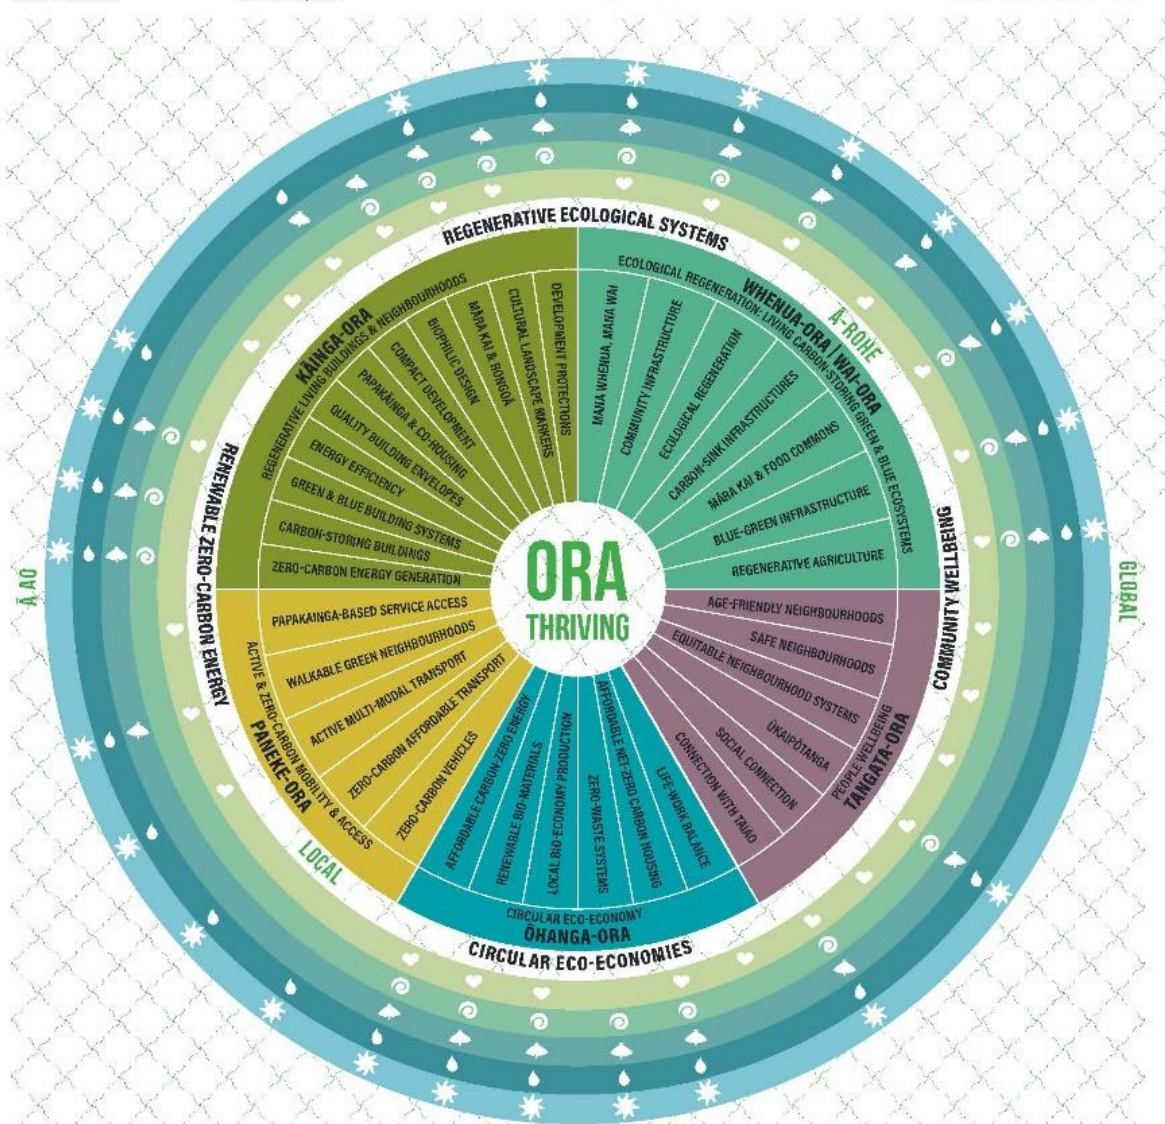 REGENERATIVE ECOLOGICAL SYSTEMS
COMMUNITY WELLBEING
CIRCULAR ECO-ECONOMIES
RENEWABLE ZERO-CARBON ENERGY
Ā-ROHE
GLOBAL
LOCAL
Ā AO
ORA
THRIVING
KĀINGA-ORA
REGENERATIVE LIVING BUILDINGS & NEIGHBOURHOODS
ZERO-CARBON ENERGY GENERATION
CARBON-STORING BUILDINGS
GREEN & BLUE BUILDING SYSTEMS
ENERGY EFFICIENCY
QUALITY BUILDING ENVELOPES
PAPAKĀINGA & CO-HOUSING
COMPACT DEVELOPMENT
BIOPHILIC DESIGN
MĀRA KAI & RONGOĀ
CULTURAL LANDSCAPE MARKERS
DEVELOPMENT PROTECTIONS
WHENUA-ORA | WAI-ORA
ECOLOGICAL REGENERATION: LIVING CARBON-STORING GREEN & BLUE ECOSYSTEMS
MANA WHENUA, MANA WAI
COMMUNITY INFRASTRUCTURE
ECOLOGICAL REGENERATION
CARBON-SINK INFRASTRUCTURES
MĀRA KAI & FOOD COMMONS
BLUE-GREEN INFRASTRUCTURE
REGENERATIVE AGRICULTURE
AGE-FRIENDLY NEIGHBOURHOODS
SAFE NEIGHBOURHOODS
EQUITABLE NEIGHBOURHOOD SYSTEMS
ŪKAIPŌTANGA
SOCIAL CONNECTION
CONNECTION WITH TAIAO
PEOPLE WELLBEING
TANGATA-ORA
LIFE-WORK BALANCE
AFFORDABLE NET-ZERO CARBON HOUSING
ZERO-WASTE SYSTEMS
LOCAL BIO-ECONOMY PRODUCTION
RENEWABLE BIO-MATERIALS
AFFORDABLE CARBON-ZERO ENERGY
CIRCULAR ECO-ECONOMY
ŌHANGA-ORA
ZERO-CARBON VEHICLES
ZERO-CARBON AFFORDABLE TRANSPORT
ACTIVE MULTI-MODAL TRANSPORT
WALKABLE GREEN NEIGHBOURHOODS
PAPAKAINGA-BASED SERVICE ACCESS
ACTIVE & ZERO-CARBON MOBILITY & ACCESS
PANEKE-ORA